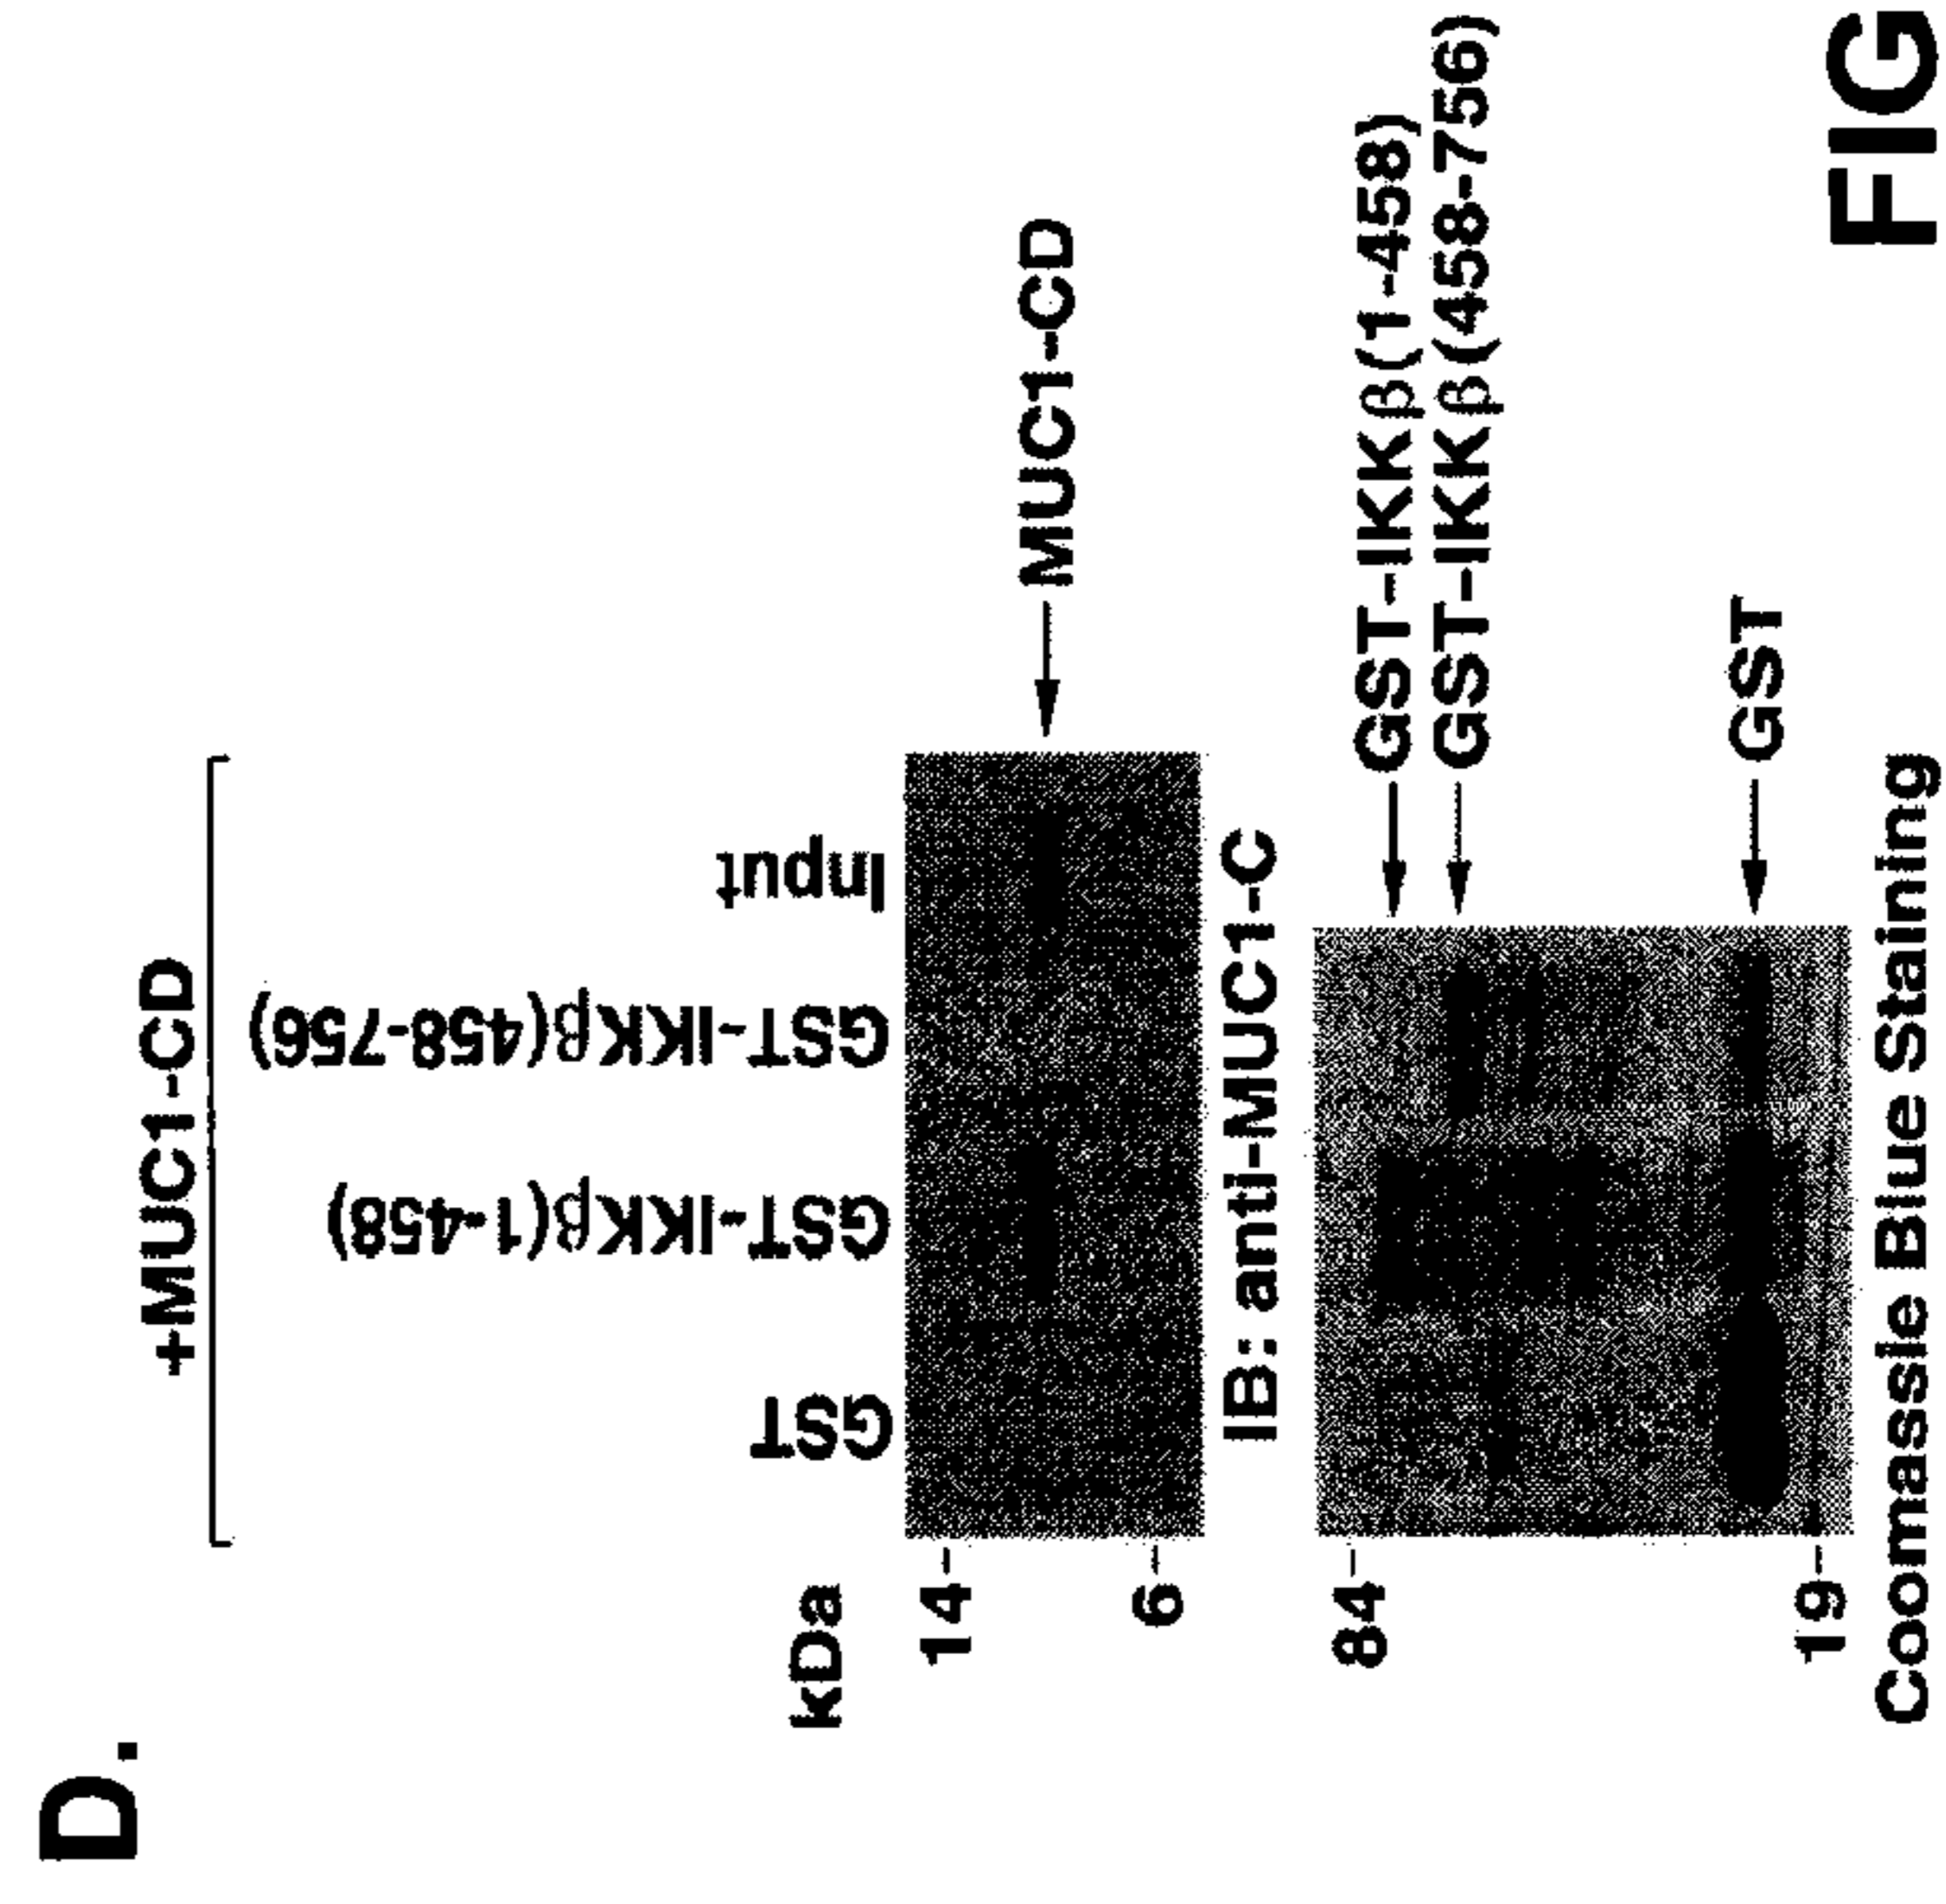 D.
+MUC1-CD
kDa
GST
GST-IKKβ(1-458)
GST-IKKβ(458-756)
Input
14-
6-
MUC1-CD
IB: anti-MUC1-C
84-
19-
GST-IKKβ(1-458)
GST-IKKβ(458-756)
GST
Coomassie Blue Staining
FIG